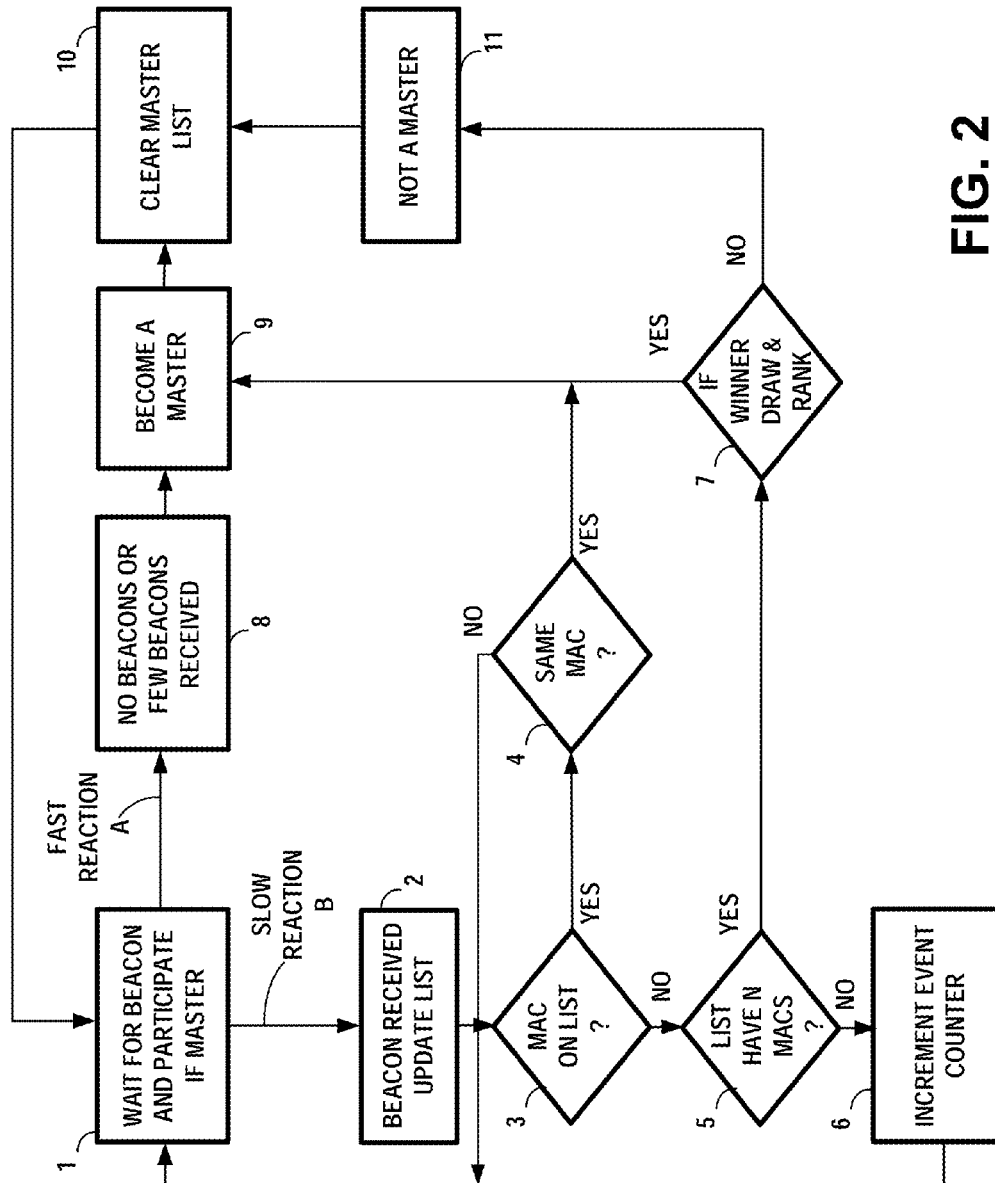 1
WAIT FOR BEACON
AND PARTICIPATE
IF MASTER
FAST
REACTION
A
NO BEACONS OR
FEW BEACONS
RECEIVED
8
BECOME A
MASTER
9
CLEAR MASTER
LIST
10
SLOW
REACTION
B
BEACON RECEIVED
UPDATE LIST
2
NOT A MASTER
11
MAC
ON LIST
?
3
YES
NO
SAME
MAC
?
4
NO
YES
LIST
HAVE N
MACS
?
5
YES
NO
IF
WINNER
DRAW &
RANK
7
YES
NO
INCREMENT EVENT
COUNTER
6
FIG. 2